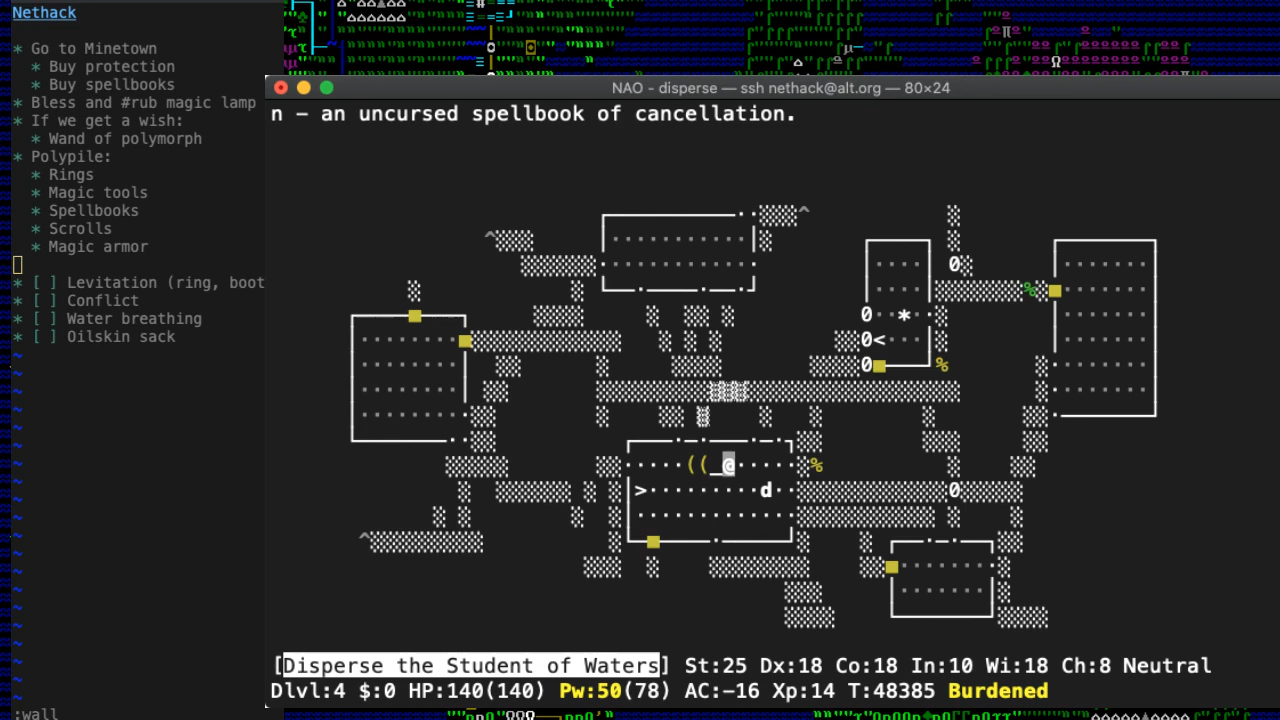 Nethack
* Go to Minetown
* Buy protection
* Buy spellbooks
* Bless and #rub magic lamp
* If we get a wish:
* Wand of polymorph
* Polypile:
* Rings
* Magic tools
* Spellbooks
* Scrolls
* Magic armor
* [ ] Levitation (ring, boot
* [ ] Conflict
* [ ] Water breathing
* [ ] Oilskin sack
:wall
NAO - disperse — ssh nethack@alt.org — 80×24
n - an uncursed spellbook of cancellation.
[Disperse the Student of Waters] St:25 Dx:18 Co:18 In:10 Wi:18 Ch:8 Neutral
Dlvl:4 $:0 HP:140(140) Pw:50(78) AC:-16 Xp:14 T:48385 Burdened